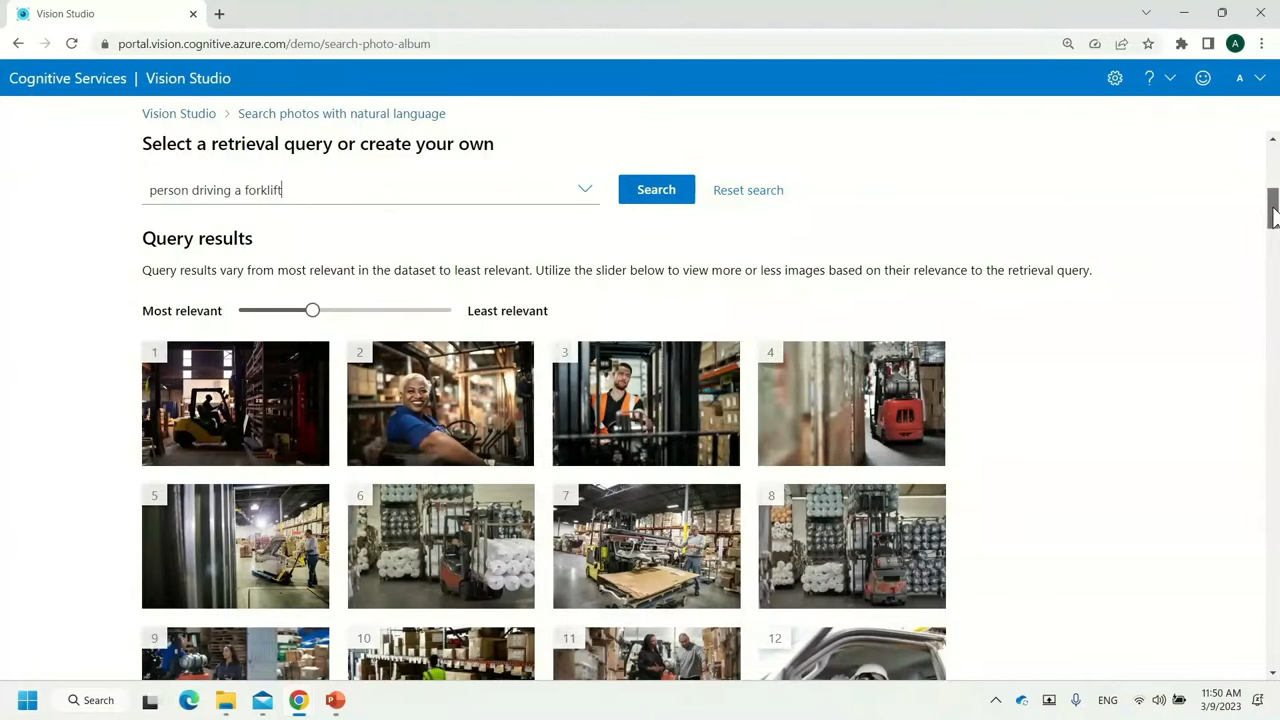 Vision Studio
portal.vision.cognitive.azure.com/demo/search-photo-album
A
Cognitive Services | Vision Studio
?
A
Vision Studio > Search photos with natural language
Select a retrieval query or create your own
person driving a forklift
Search
Reset search
Query results
Query results vary from most relevant in the dataset to least relevant. Utilize the slider below to view more or less images based on their relevance to the retrieval query.
Most relevant
Least relevant
1
2
3
4
5
6
7
8
9
10
11
12
Search
ENG
11:50 AM
3/9/2023